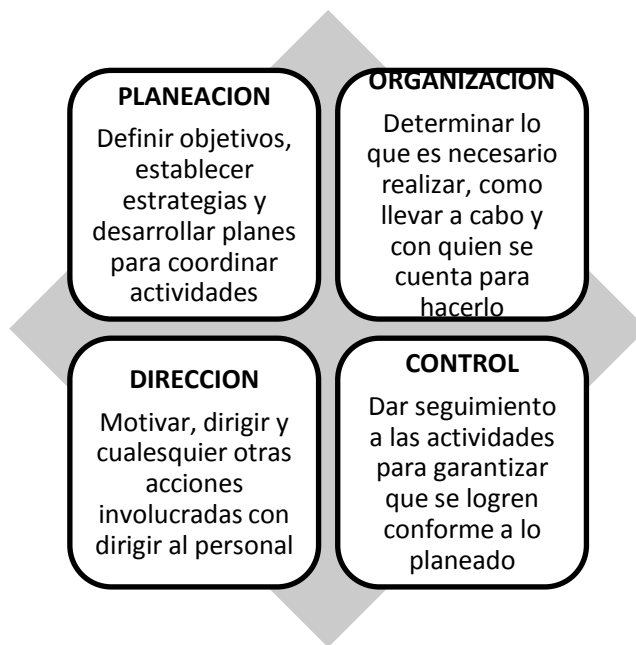 PLANEACION
Definir objetivos,
establecer
estrategias y
desarrollar planes
para coordinar
actividades
ORGANIZACIÓN
Determinar lo
que es necesario
realizar, como
llevar a cabo y
con quien se
cuenta para
hacerlo
DIRECCION
Motivar, dirigir y
cualesquier otras
acciones
involucradas con
dirigir al personal
CONTROL
Dar seguimiento
a las actividades
para garantizar
que se logren
conforme a lo
planeado